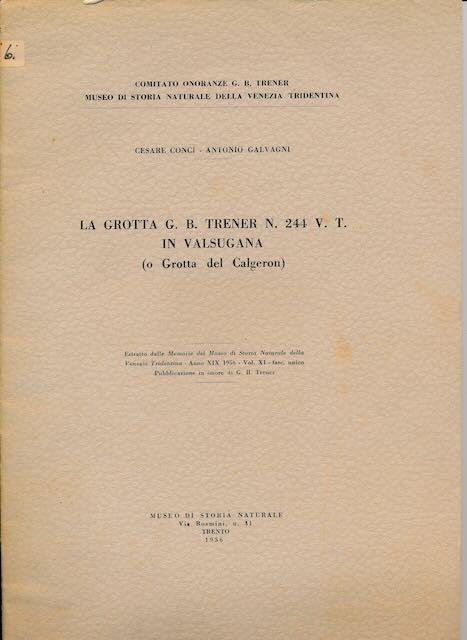 6.
COMITATO ONORANZE G. B. TRENER
MUSEO DI STORIA NATURALE DELLA VENEZIA TRIDENTINA
CESARE CONCI - ANTONIO GALVAGNI
LA GROTTA G. B. TRENER N. 244 V. T.
IN VALSUGANA
(o Grotta del Calgeron)
Estratto dalle Memorie del Museo di Storia Naturale della
Venezia Tridentina - Anno XIX 1956 - Vol. XI - fasc. unico
Pubblicazione in onore di G. B. Trener
MUSEO DI STORIA NATURALE
Via Rosmini, n.
TRENTO
1956